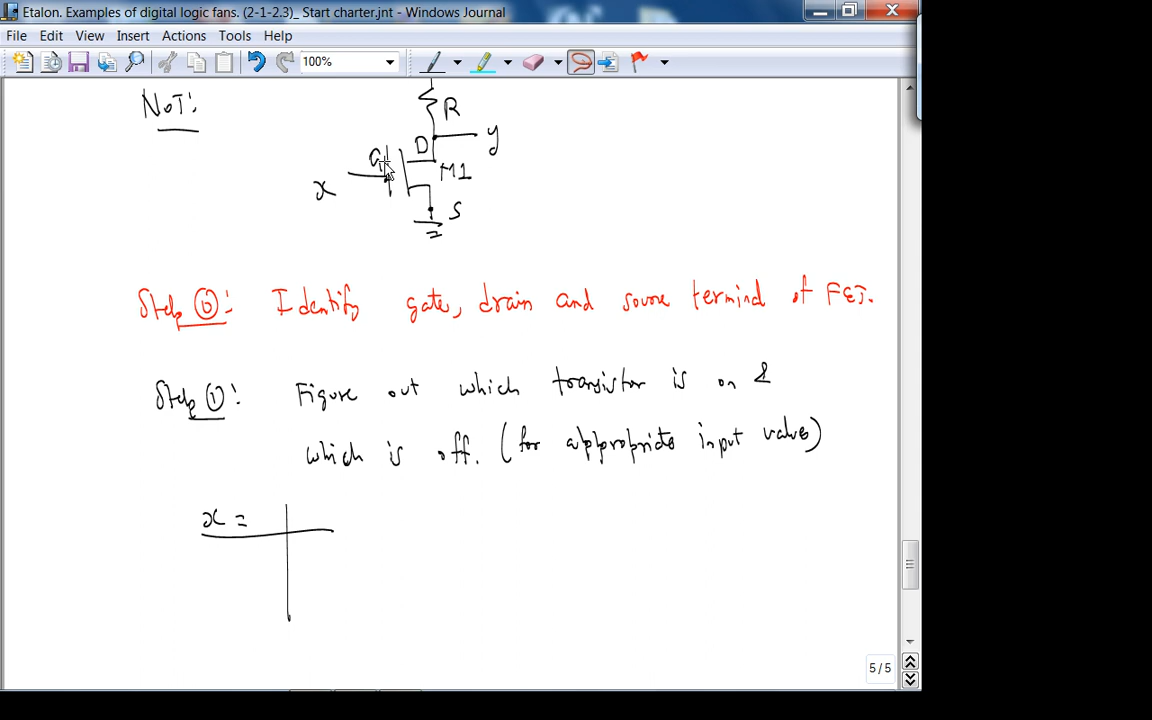 Etalon. Examples of digital logic fans. (2-1-2.3)_ Start charter.jnt - Windows Journal
File Edit View Insert Actions Tools Help
100%
NOT:
R
D
y
G
M1
x
S
Step ⓪: Identify gate, drain and source terminal of FET.
Step ①: Figure out which transistor is on &
which is off. (for appropriate input value)
x =
5/5